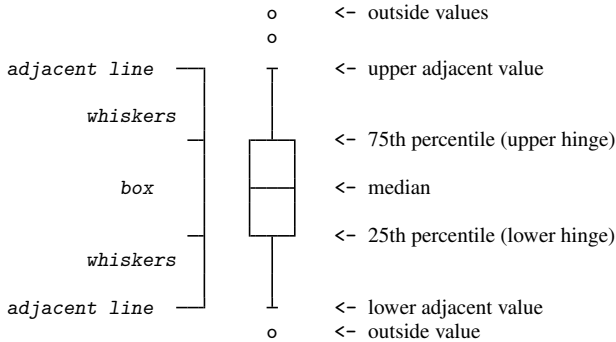 <- outside values
adjacent line <- upper adjacent value
whiskers
<- 75th percentile (upper hinge)
box <- median
<- 25th percentile (lower hinge)
whiskers
adjacent line <- lower adjacent value
<- outside value